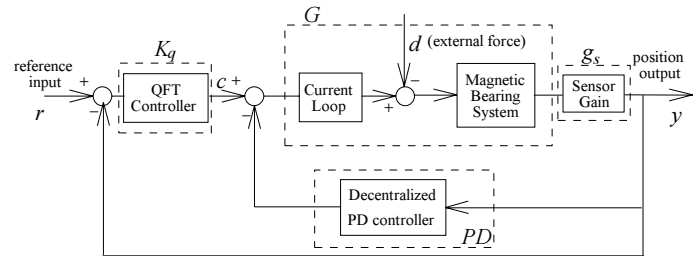 G
d (external force)
K_q
g_s
reference
input
position
output
+
QFT
Controller
c +
Current
Loop
−
Magnetic
Bearing
System
Sensor
Gain
−
r
−
+
y
Decentralized
PD controller
PD